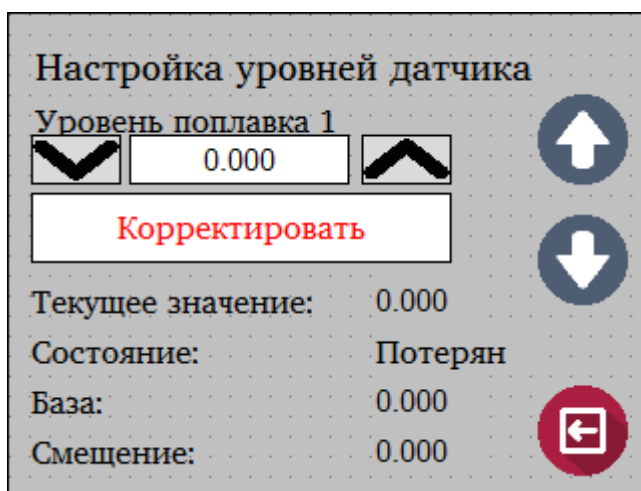 Настройка уровней датчика
Уровень поплавка 1
0.000
Корректировать
Текущее значение: 0.000
Состояние: Потерян
База: 0.000
Смещение: 0.000